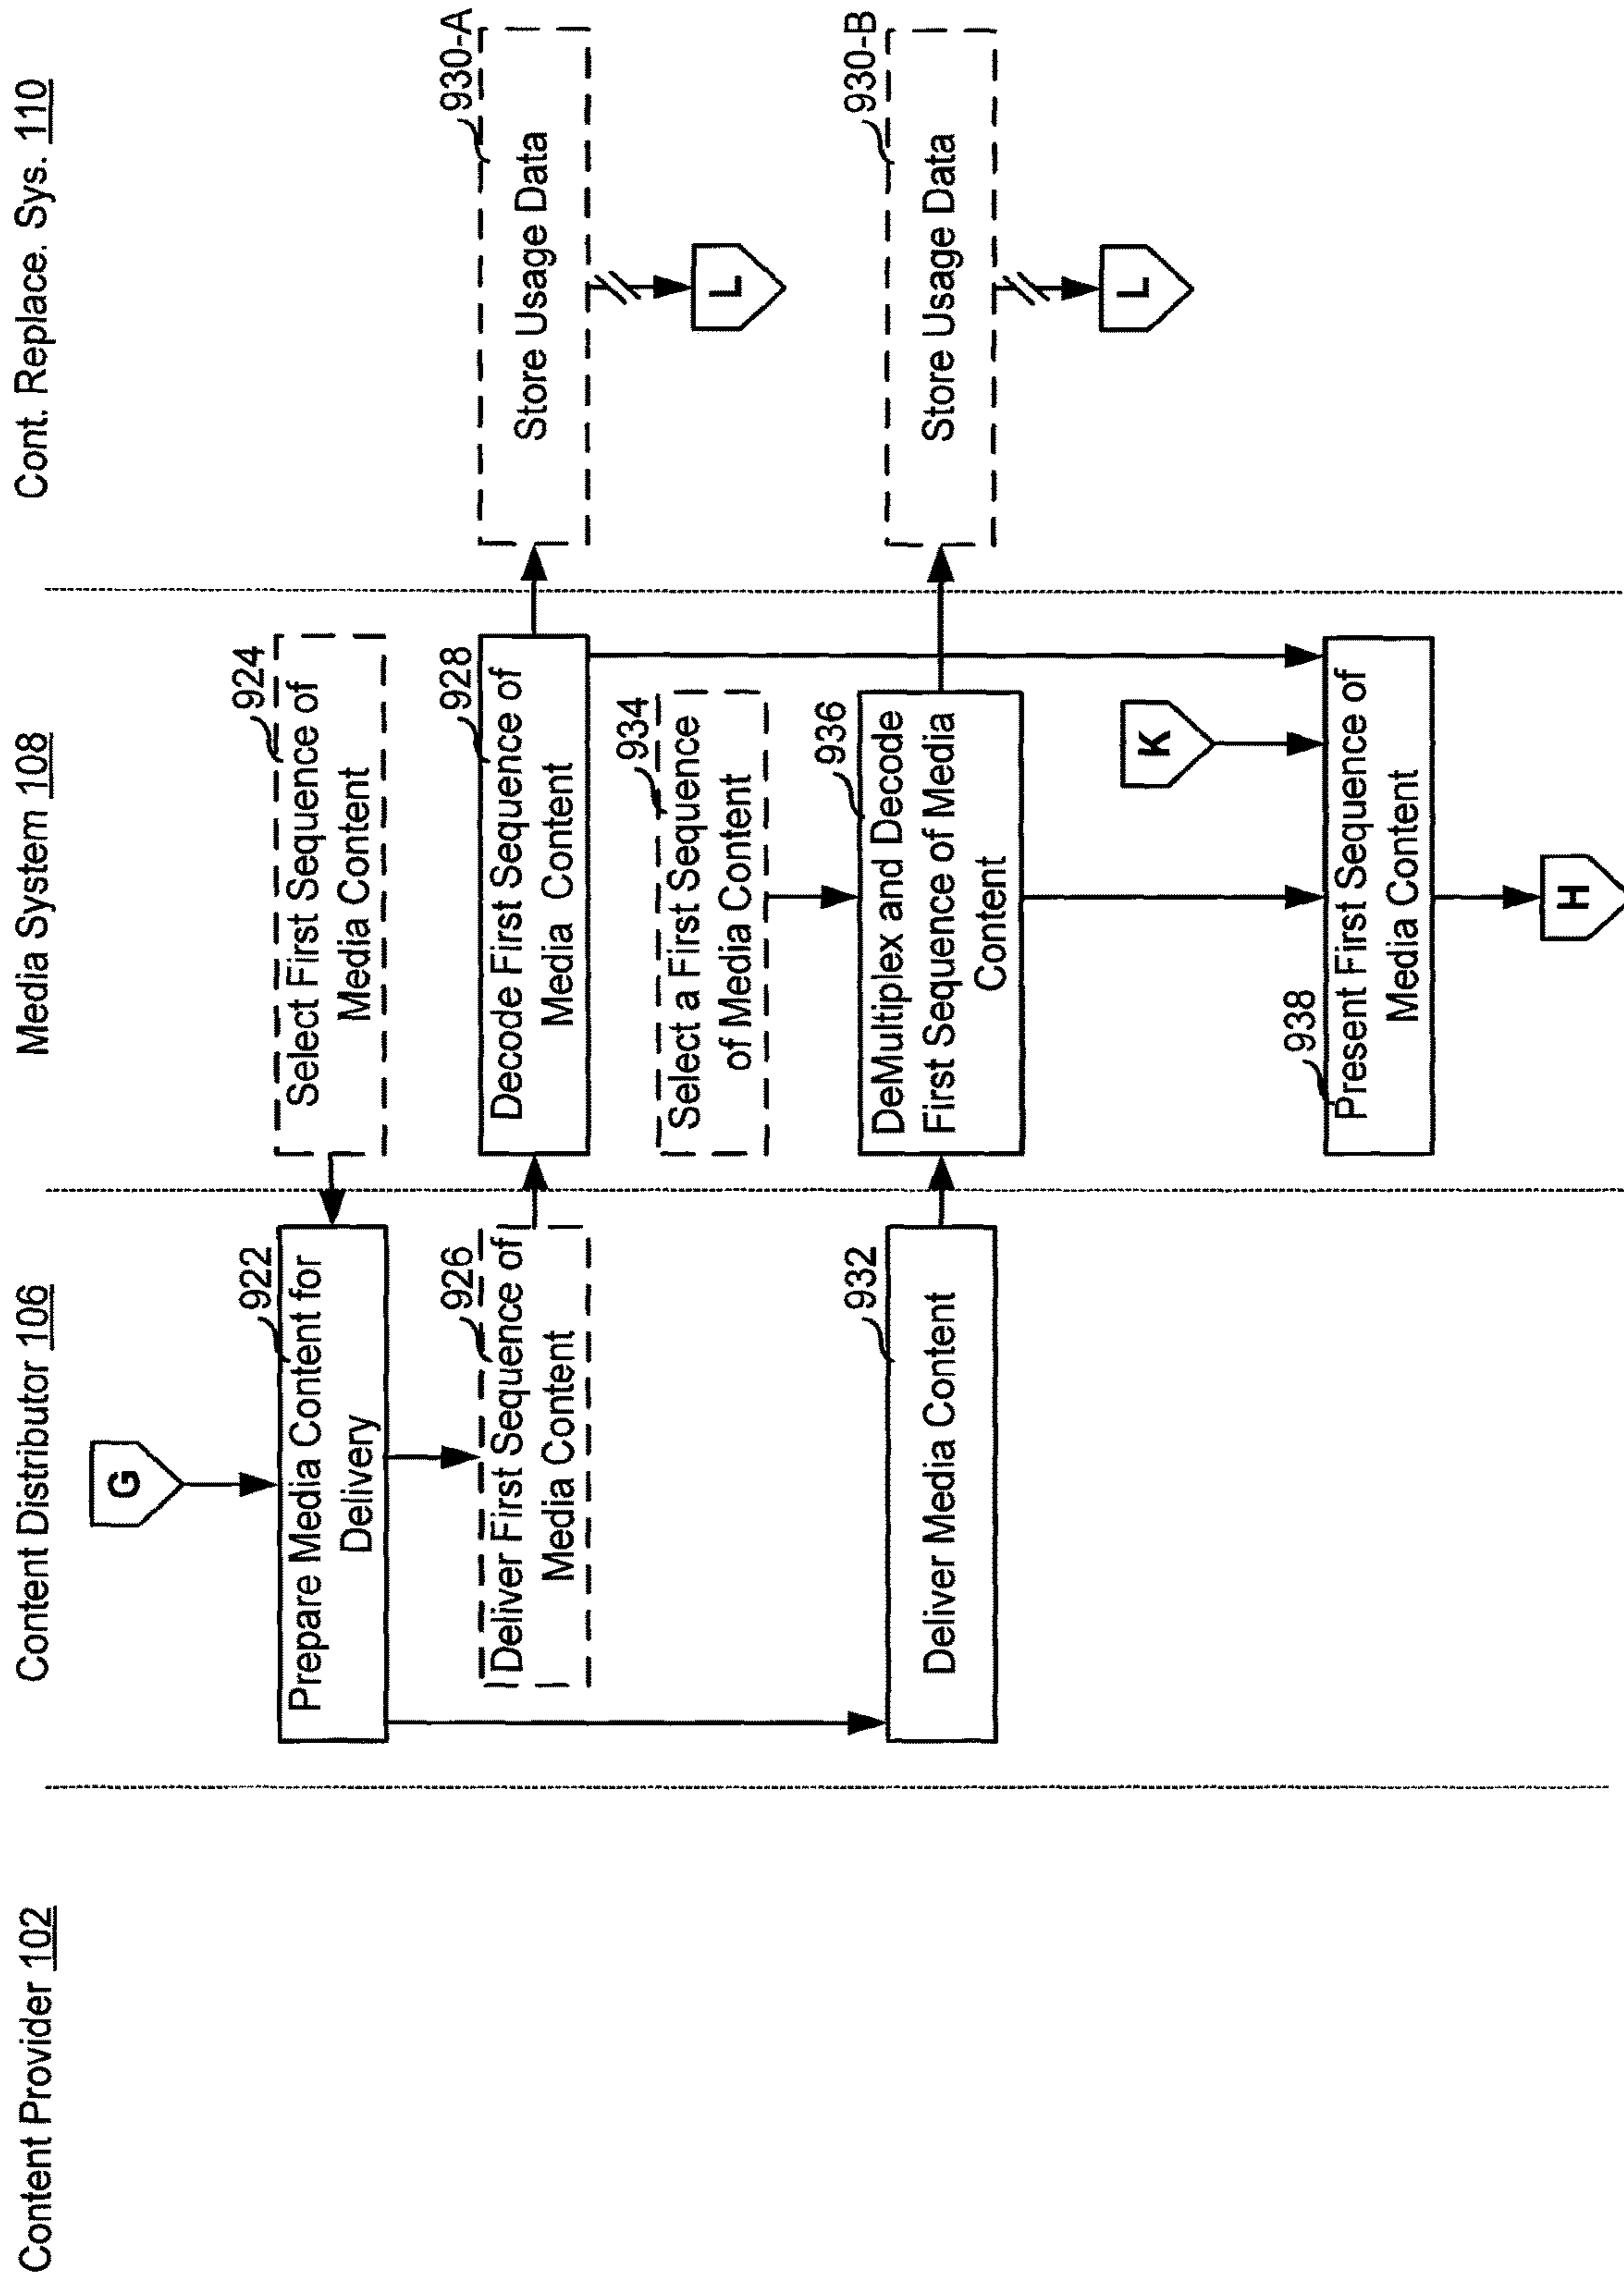 Content Provider 102
Content Distributor 106
Media System 108
Cont. Replace. Sys. 110
G
922
Prepare Media Content for
Delivery
924
Select First Sequence of
Media Content
926
Deliver First Sequence of
Media Content
928
Decode First Sequence of
Media Content
930-A
Store Usage Data
L
934
Select a First Sequence
of Media Content
932
Deliver Media Content
936
DeMultiplex and Decode
First Sequence of Media
Content
930-B
Store Usage Data
L
K
938
Present First Sequence of
Media Content
H